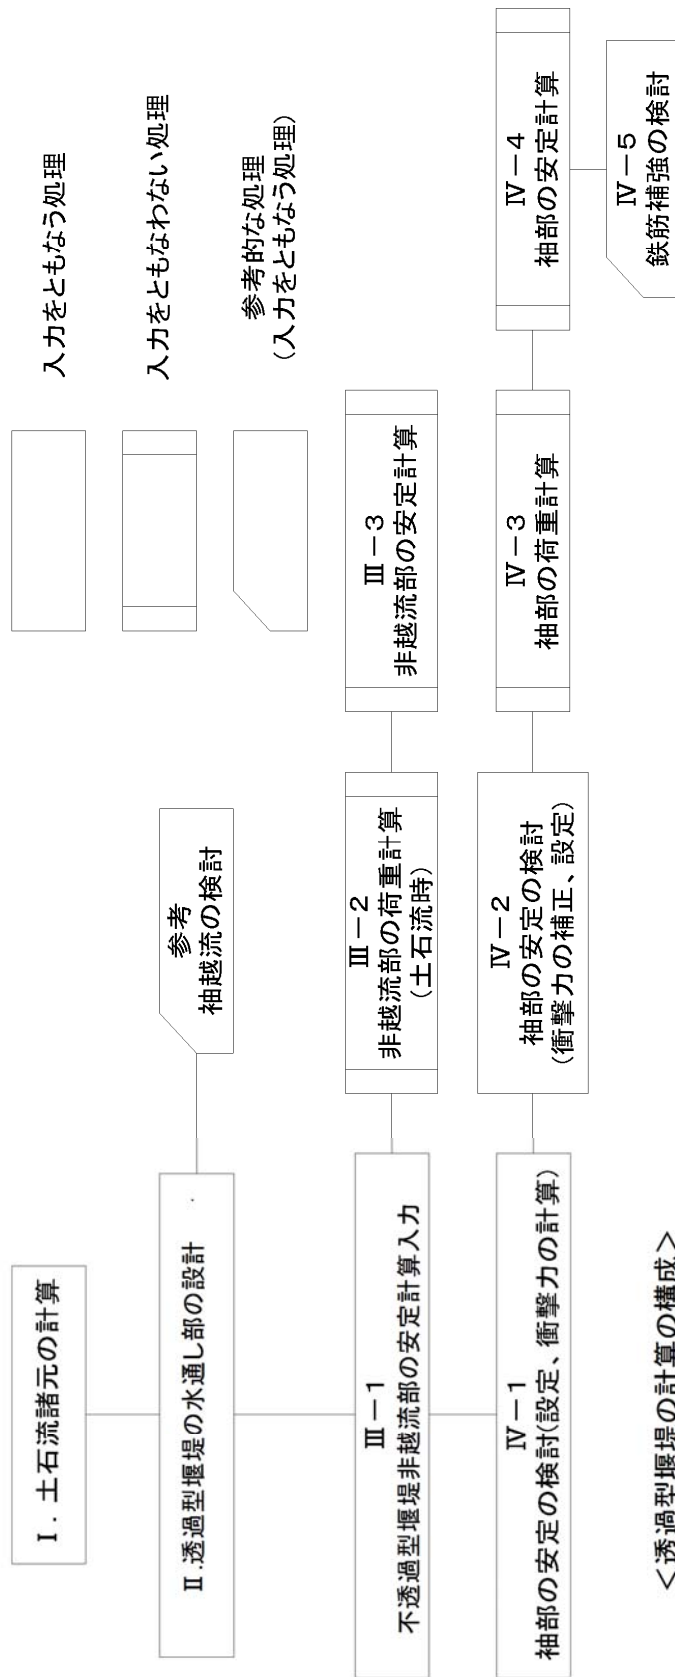 Ⅰ．土石流諸元の計算
Ⅱ.透過型堰堤の水通し部の設計
参考
袖越流の検討
Ⅲ－1
不透過型堰堤非越流部の安定計算入力
Ⅲ－2
非越流部の荷重計算
(土石流時)
Ⅲ－3
非越流部の安定計算
Ⅳ－1
袖部の安定の検討(設定、衝撃力の計算)
Ⅳ－2
袖部の安定の検討
(衝撃力の補正、設定)
Ⅳ－3
袖部の荷重計算
Ⅳ－4
袖部の安定計算
Ⅳ－5
鉄筋補強の検討
入力をともなう処理
入力をともなわない処理
参考的な処理
(入力をともなう処理)
＜透過型堰堤の計算の構成＞